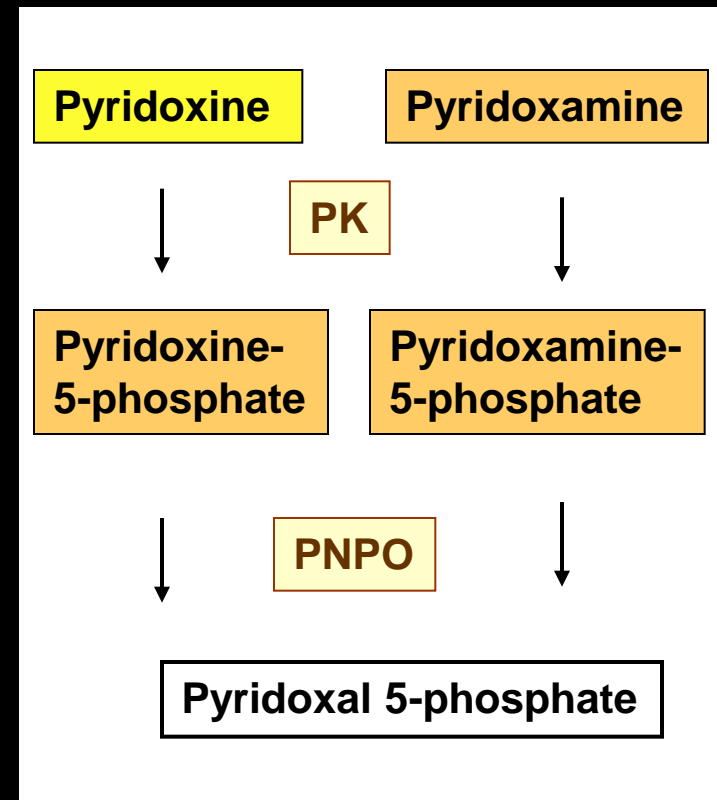 Pyridoxine
Pyridoxamine
PK
Pyridoxine-
5-phosphate
Pyridoxamine-
5-phosphate
PNPO
Pyridoxal 5-phosphate